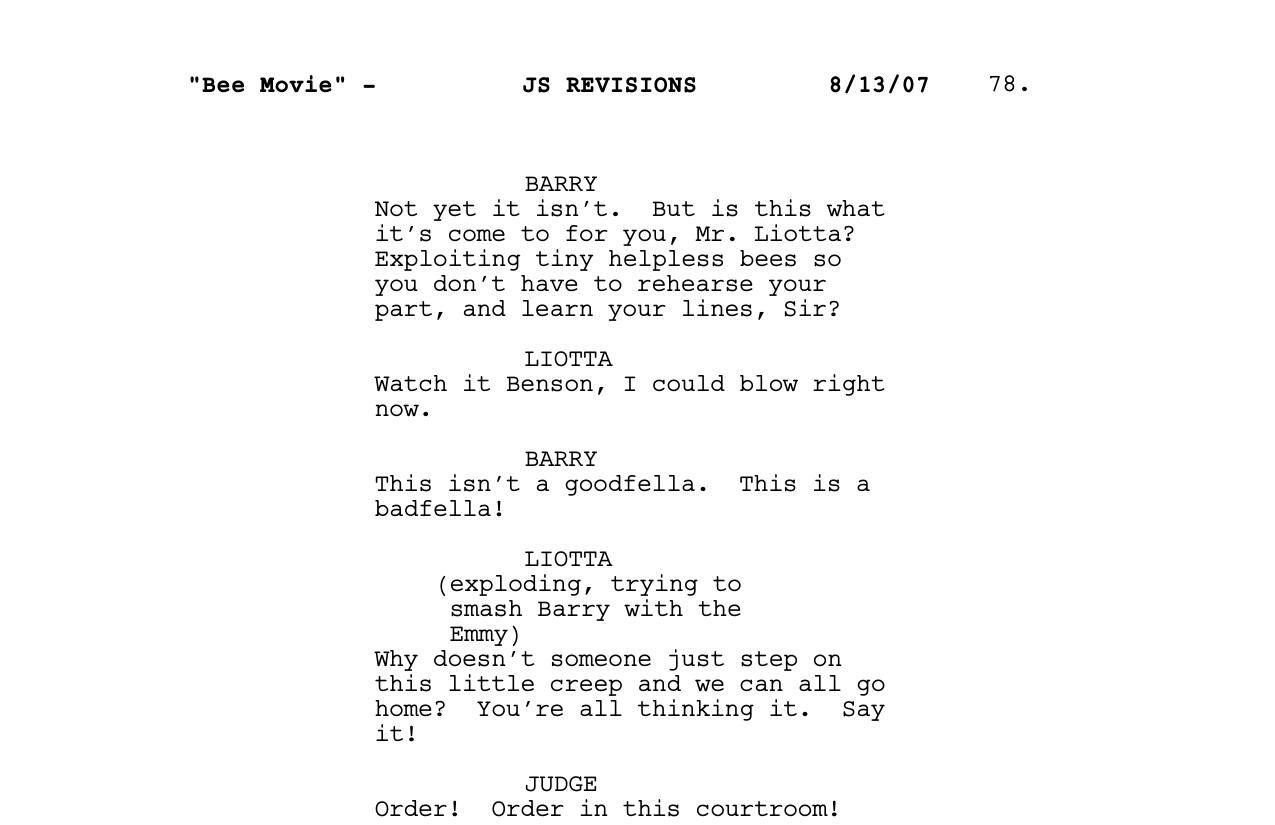 "Bee Movie" - JS REVISIONS 8/13/07 78.
BARRY
Not yet it isn't.  But is this what
it's come to for you, Mr. Liotta?
Exploiting tiny helpless bees so
you don't have to rehearse your
part, and learn your lines, Sir?
LIOTTA
Watch it Benson, I could blow right
now.
BARRY
This isn't a goodfella.  This is a
badfella!
LIOTTA
(exploding, trying to
smash Barry with the
Emmy)
Why doesn't someone just step on
this little creep and we can all go
home?  You're all thinking it.  Say
it!
JUDGE
Order!  Order in this courtroom!